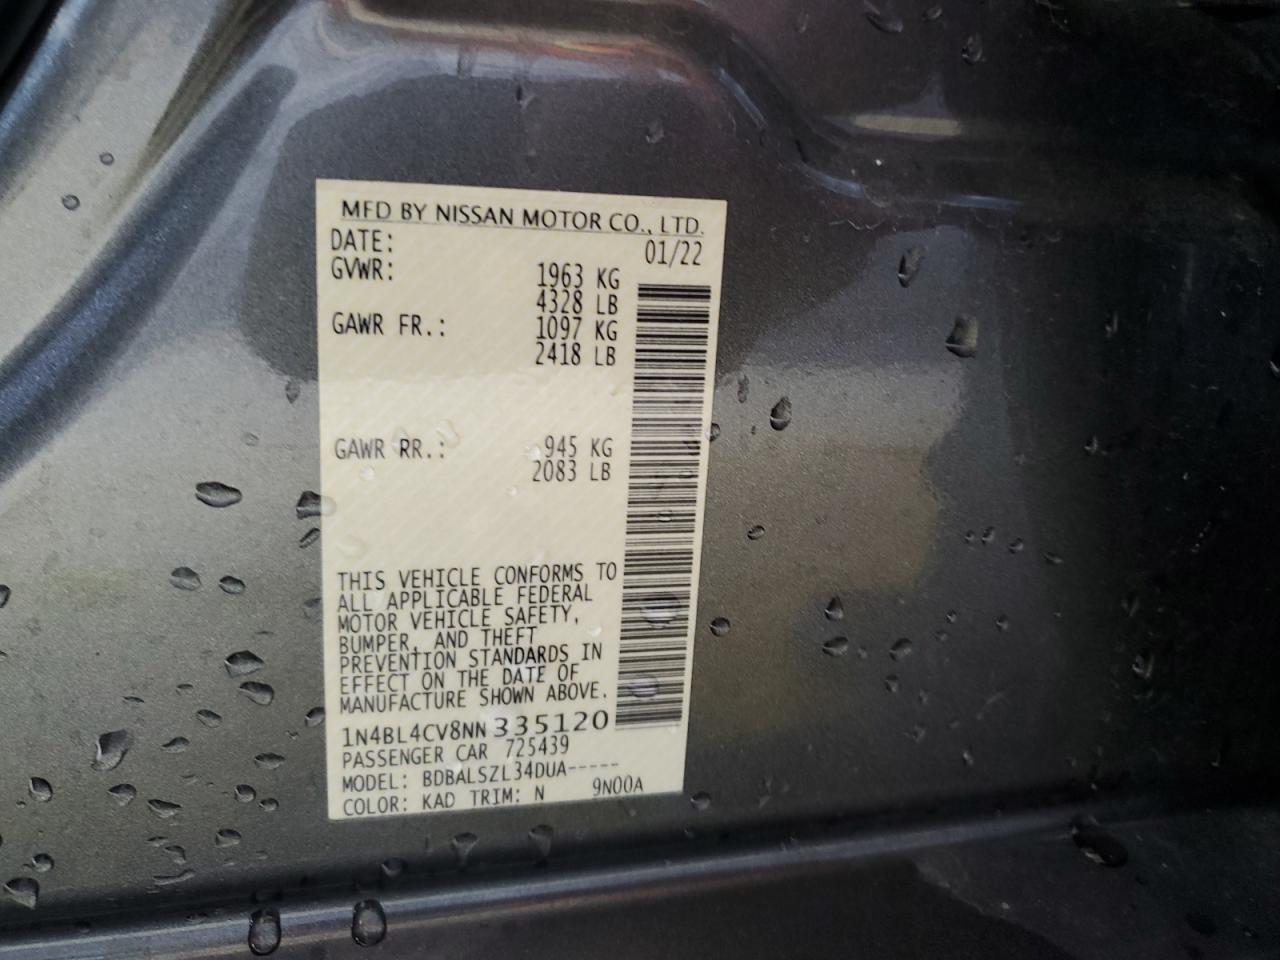 MFD BY NISSAN MOTOR CO., LTD.
DATE: 01/22
GVWR: 1963 KG
4328 LB
GAWR FR.: 1097 KG
2418 LB
GAWR RR.: 945 KG
2083 LB
THIS VEHICLE CONFORMS TO
ALL APPLICABLE FEDERAL
MOTOR VEHICLE SAFETY,
BUMPER, AND THEFT
PREVENTION STANDARDS IN
EFFECT ON THE DATE OF
MANUFACTURE SHOWN ABOVE.
1N4BL4CV8NN335120
PASSENGER CAR 725439
MODEL: BDBALSZL34DUA-----
COLOR: KAD TRIM: N 9N00A